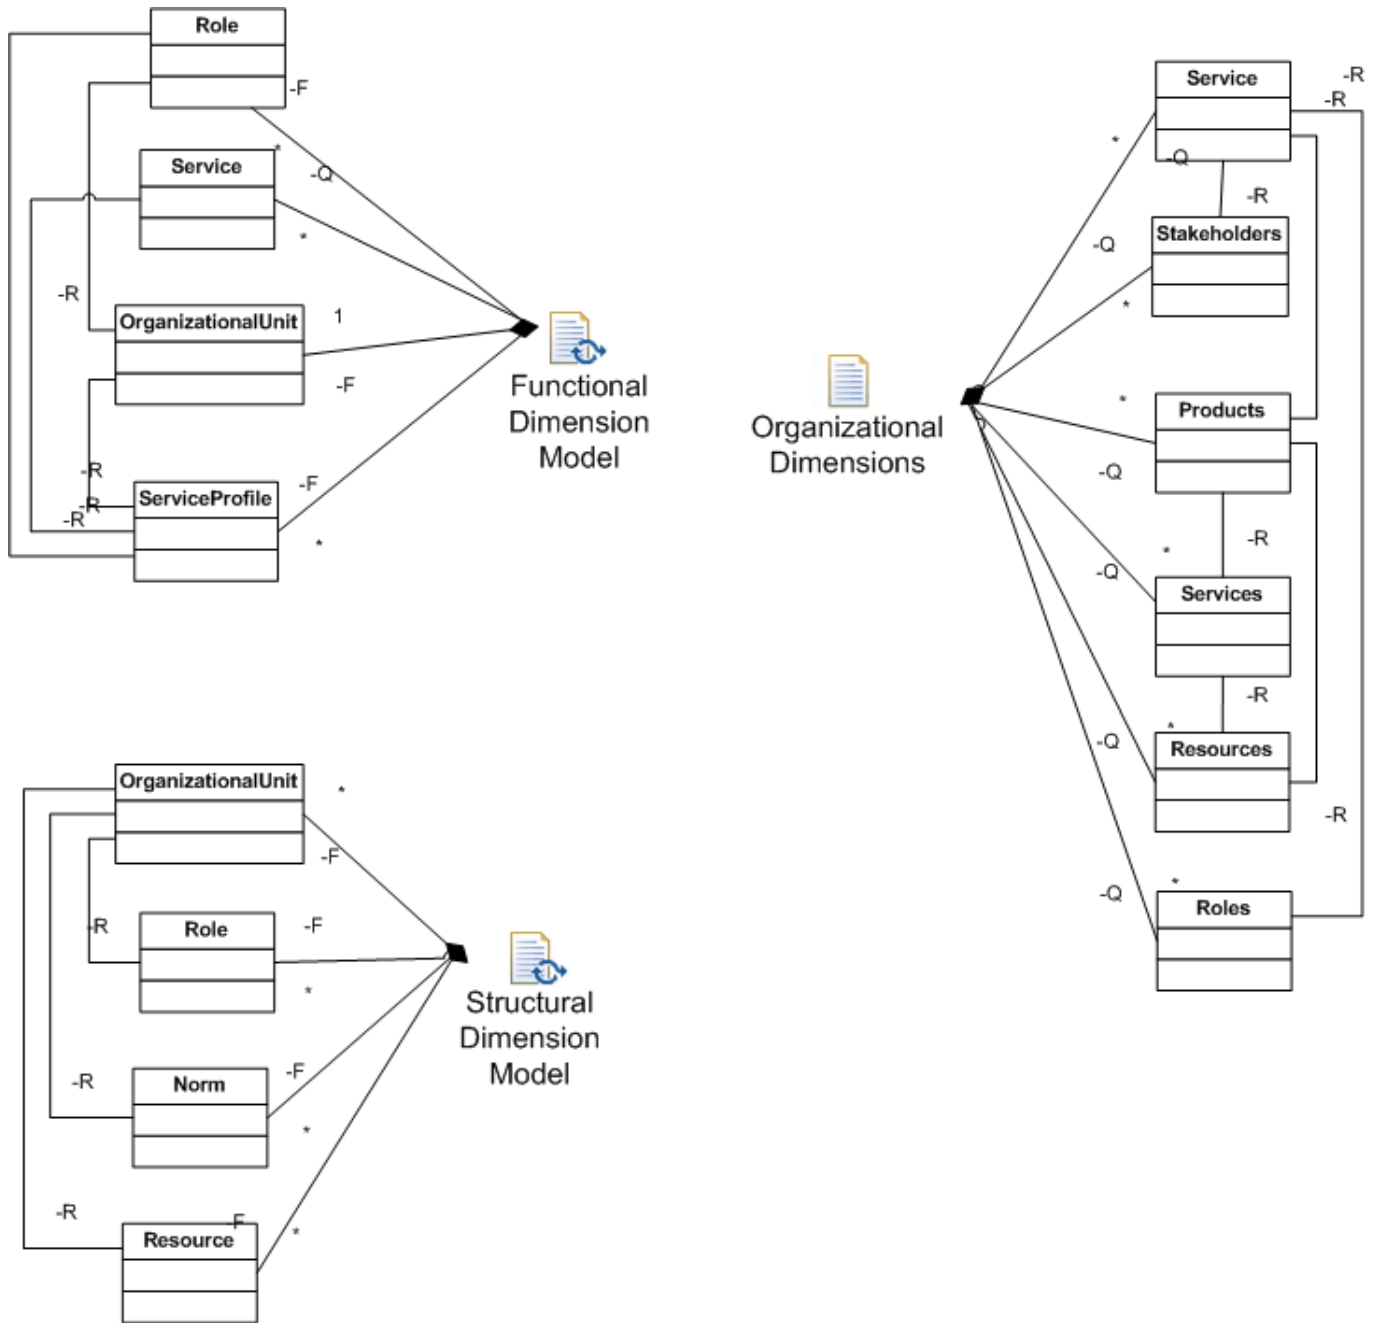 Role
-F
*
Service
-Q
*
-R
OrganizationalUnit
1
-F
Functional
Dimension
Model
-R
-R
-R
ServiceProfile
-F
*
Service
-R
-R
*
-Q
-R
Stakeholders
-Q
*
Organizational
Dimensions
*
Products
-Q
-R
*
Services
-Q
-R
*
Resources
-Q
-R
*
Roles
-Q
OrganizationalUnit
*
-F
-R
Role
-F
*
Structural
Dimension
Model
-R
Norm
-F
*
-R
Resource
-F
*